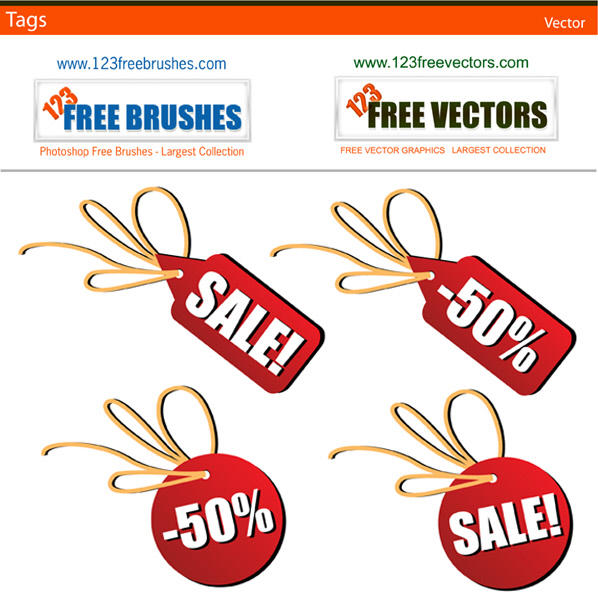 Tags
Vector
www.123freebrushes.com
123 FREE BRUSHES
Photoshop Free Brushes - Largest Collection
www.123freevectors.com
123 FREE VECTORS
FREE VECTOR GRAPHICS LARGEST COLLECTION
SALE!
-50%
-50%
SALE!